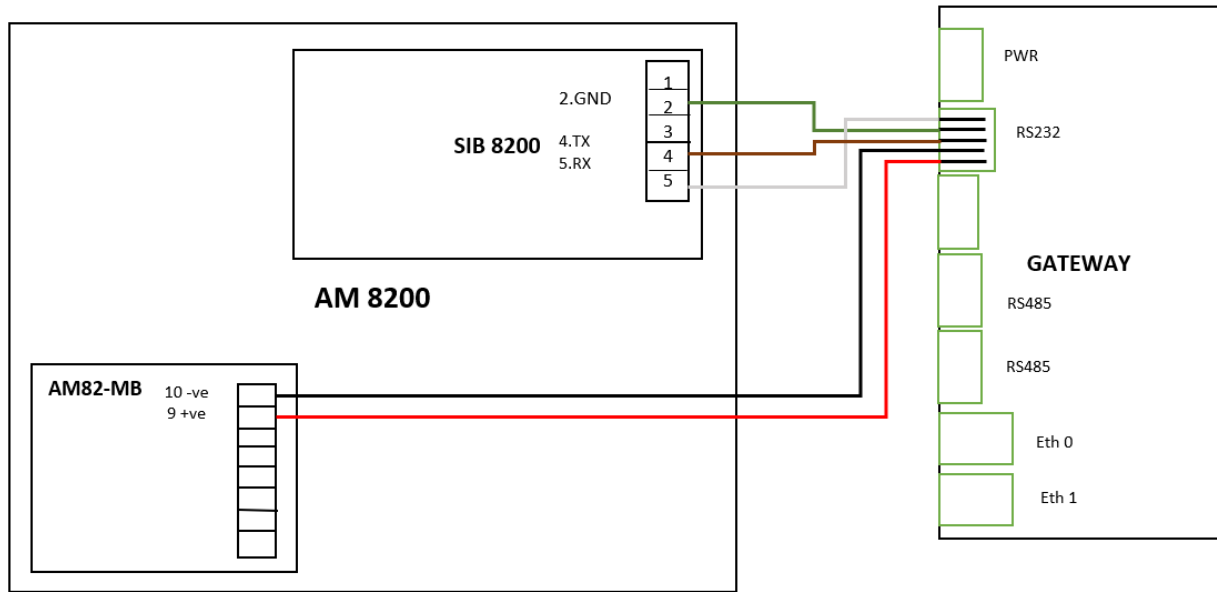 PWR
1
2.GND
2
3
RS232
SIB 8200
4.TX
4
5.RX
5
GATEWAY
AM 8200
RS485
RS485
AM82-MB
10 -ve
9 +ve
Eth 0
Eth 1